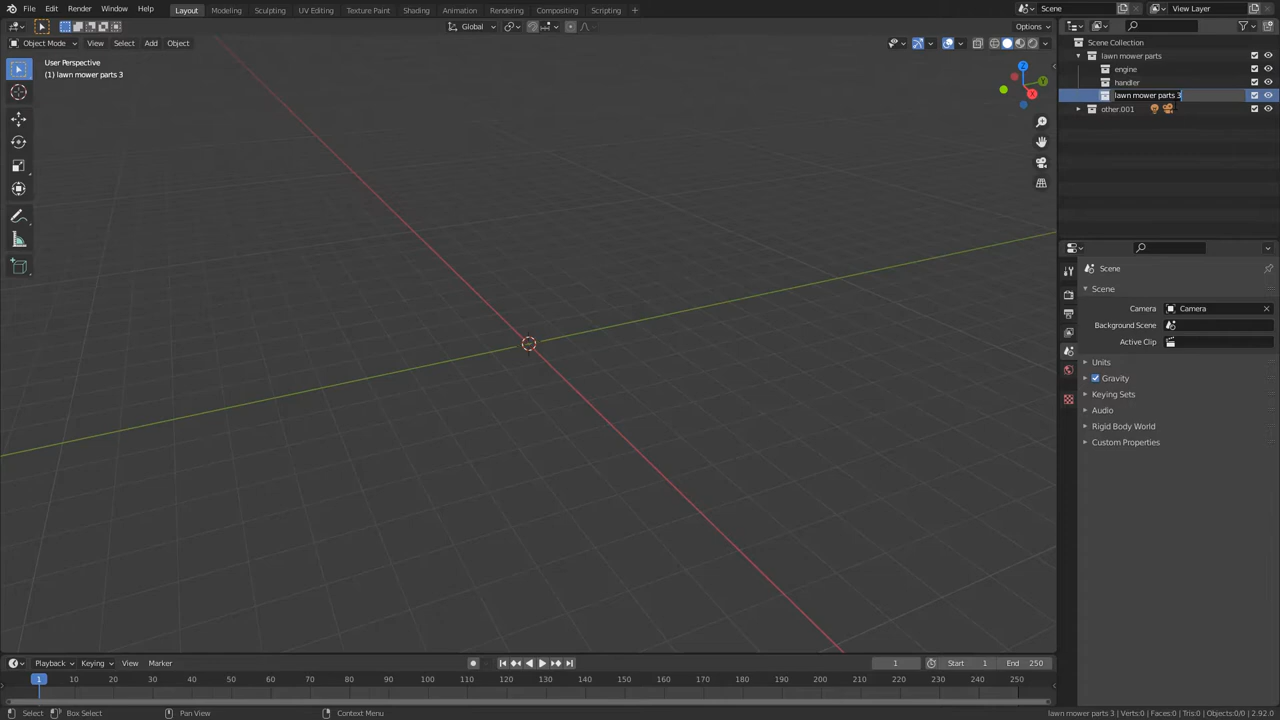 File Edit Render Window Help Layout Modeling Sculpting UV Editing Texture Paint Shading Animation Rendering Compositing Scripting + Scene View Layer
Global Options
Object Mode View Select Add Object
User Perspective
(1) lawn mower parts 3
Z
Y
X
Scene Collection
lawn mower parts
engine
handler
lawn mower parts 3
other.001
Scene
Scene
Camera Camera
Background Scene
Active Clip
Units
Gravity
Keying Sets
Audio
Rigid Body World
Custom Properties
Playback Keying View Marker 1 Start 1 End 250
1 10 20 30 40 50 60 70 80 90 100 110 120 130 140 150 160 170 180 190 200 210 220 230 240 250
Select Box Select Pan View Context Menu lawn mower parts 3 | Verts:0 | Faces:0 | Tris:0 | Objects:0/0 | 2.92.0